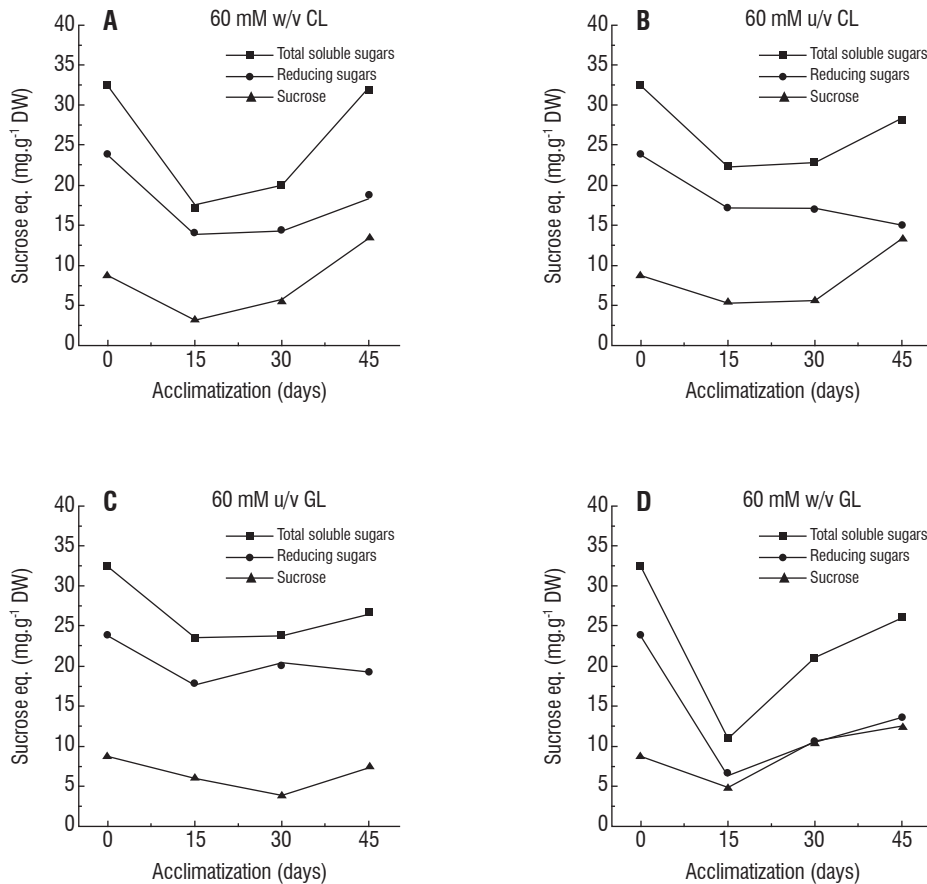 A 60 mM w/v CL
Total soluble sugars
Reducing sugars
Sucrose
Sucrose eq. (mg.g⁻¹ DW)
40
35
30
25
20
15
10
5
0
0 15 30 45
Acclimatization (days)
B 60 mM u/v CL
Total soluble sugars
Reducing sugars
Sucrose
Sucrose eq. (mg.g⁻¹ DW)
40
35
30
25
20
15
10
5
0
0 15 30 45
Acclimatization (days)
C 60 mM u/v GL
Total soluble sugars
Reducing sugars
Sucrose
Sucrose eq. (mg.g⁻¹ DW)
40
35
30
25
20
15
10
5
0
0 15 30 45
Acclimatization (days)
D 60 mM w/v GL
Total soluble sugars
Reducing sugars
Sucrose
Sucrose eq. (mg.g⁻¹ DW)
40
35
30
25
20
15
10
5
0
0 15 30 45
Acclimatization (days)